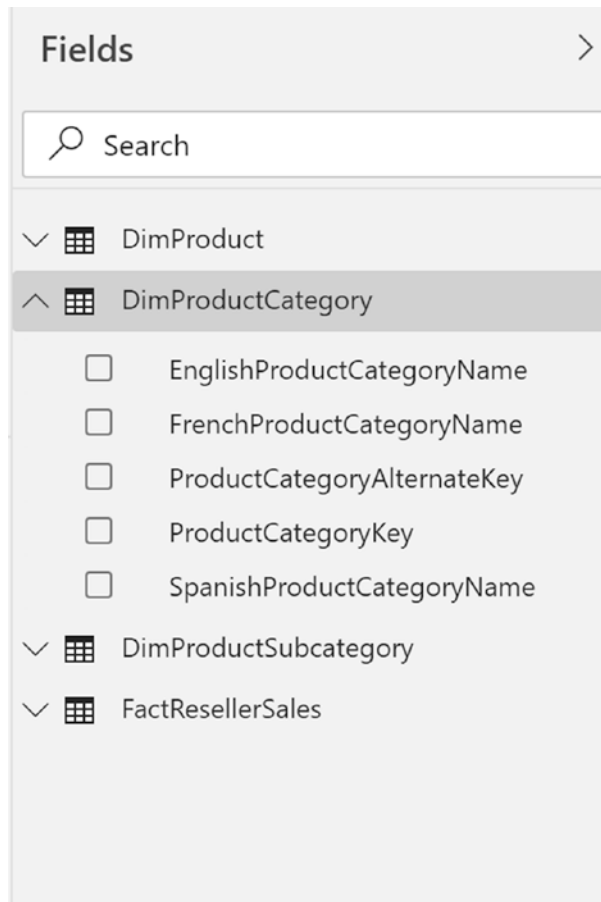 Fields
Search
DimProduct
DimProductCategory
EnglishProductCategoryName
FrenchProductCategoryName
ProductCategoryAlternateKey
ProductCategoryKey
SpanishProductCategoryName
DimProductSubcategory
FactResellerSales